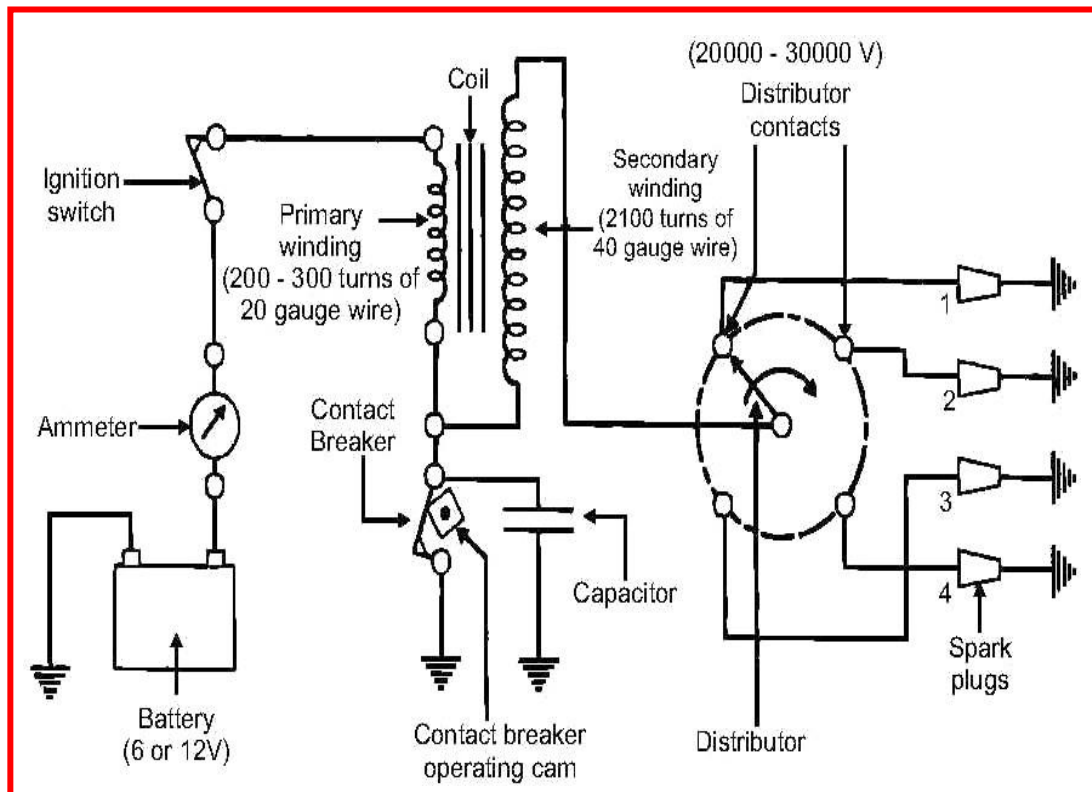 (20000 - 30000 V)
Distributor
contacts
Coil
Ignition
switch
Primary
winding
(200 - 300 turns of
20 gauge wire)
Secondary
winding
(2100 turns of
40 gauge wire)
1
2
3
4
Ammeter
Contact
Breaker
Capacitor
Spark
plugs
Battery
(6 or 12V)
Contact breaker
operating cam
Distributor